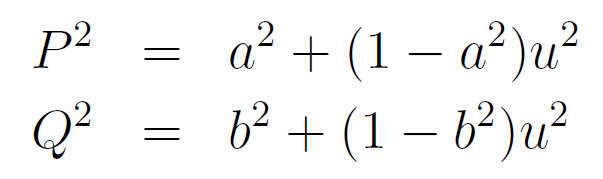 P² = a² + (1 − a²)u²
Q² = b² + (1 − b²)u²